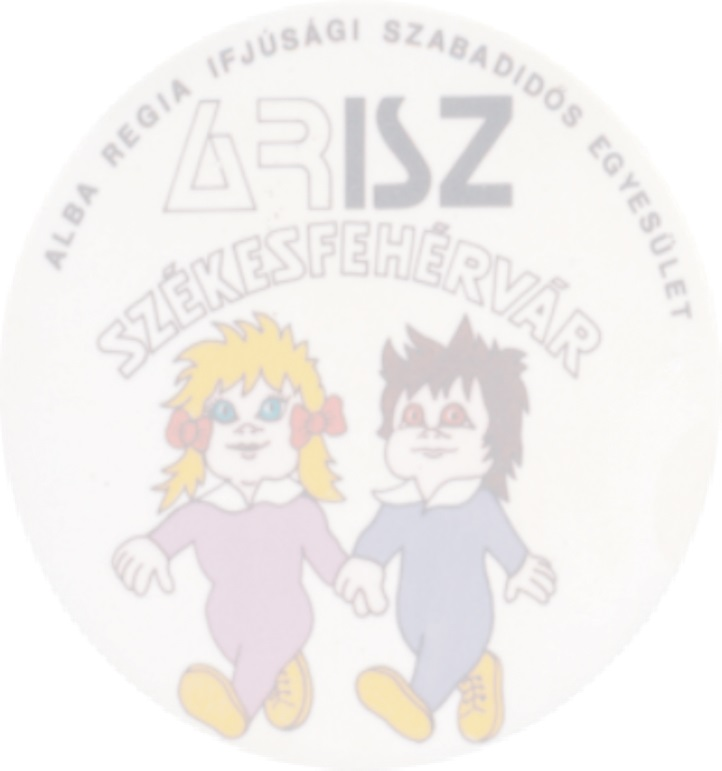 ALBA REGIA IFJÚSÁGI SZABADIDŐS EGYESÜLET
ARISZ
SZÉKESFEHÉRVÁR